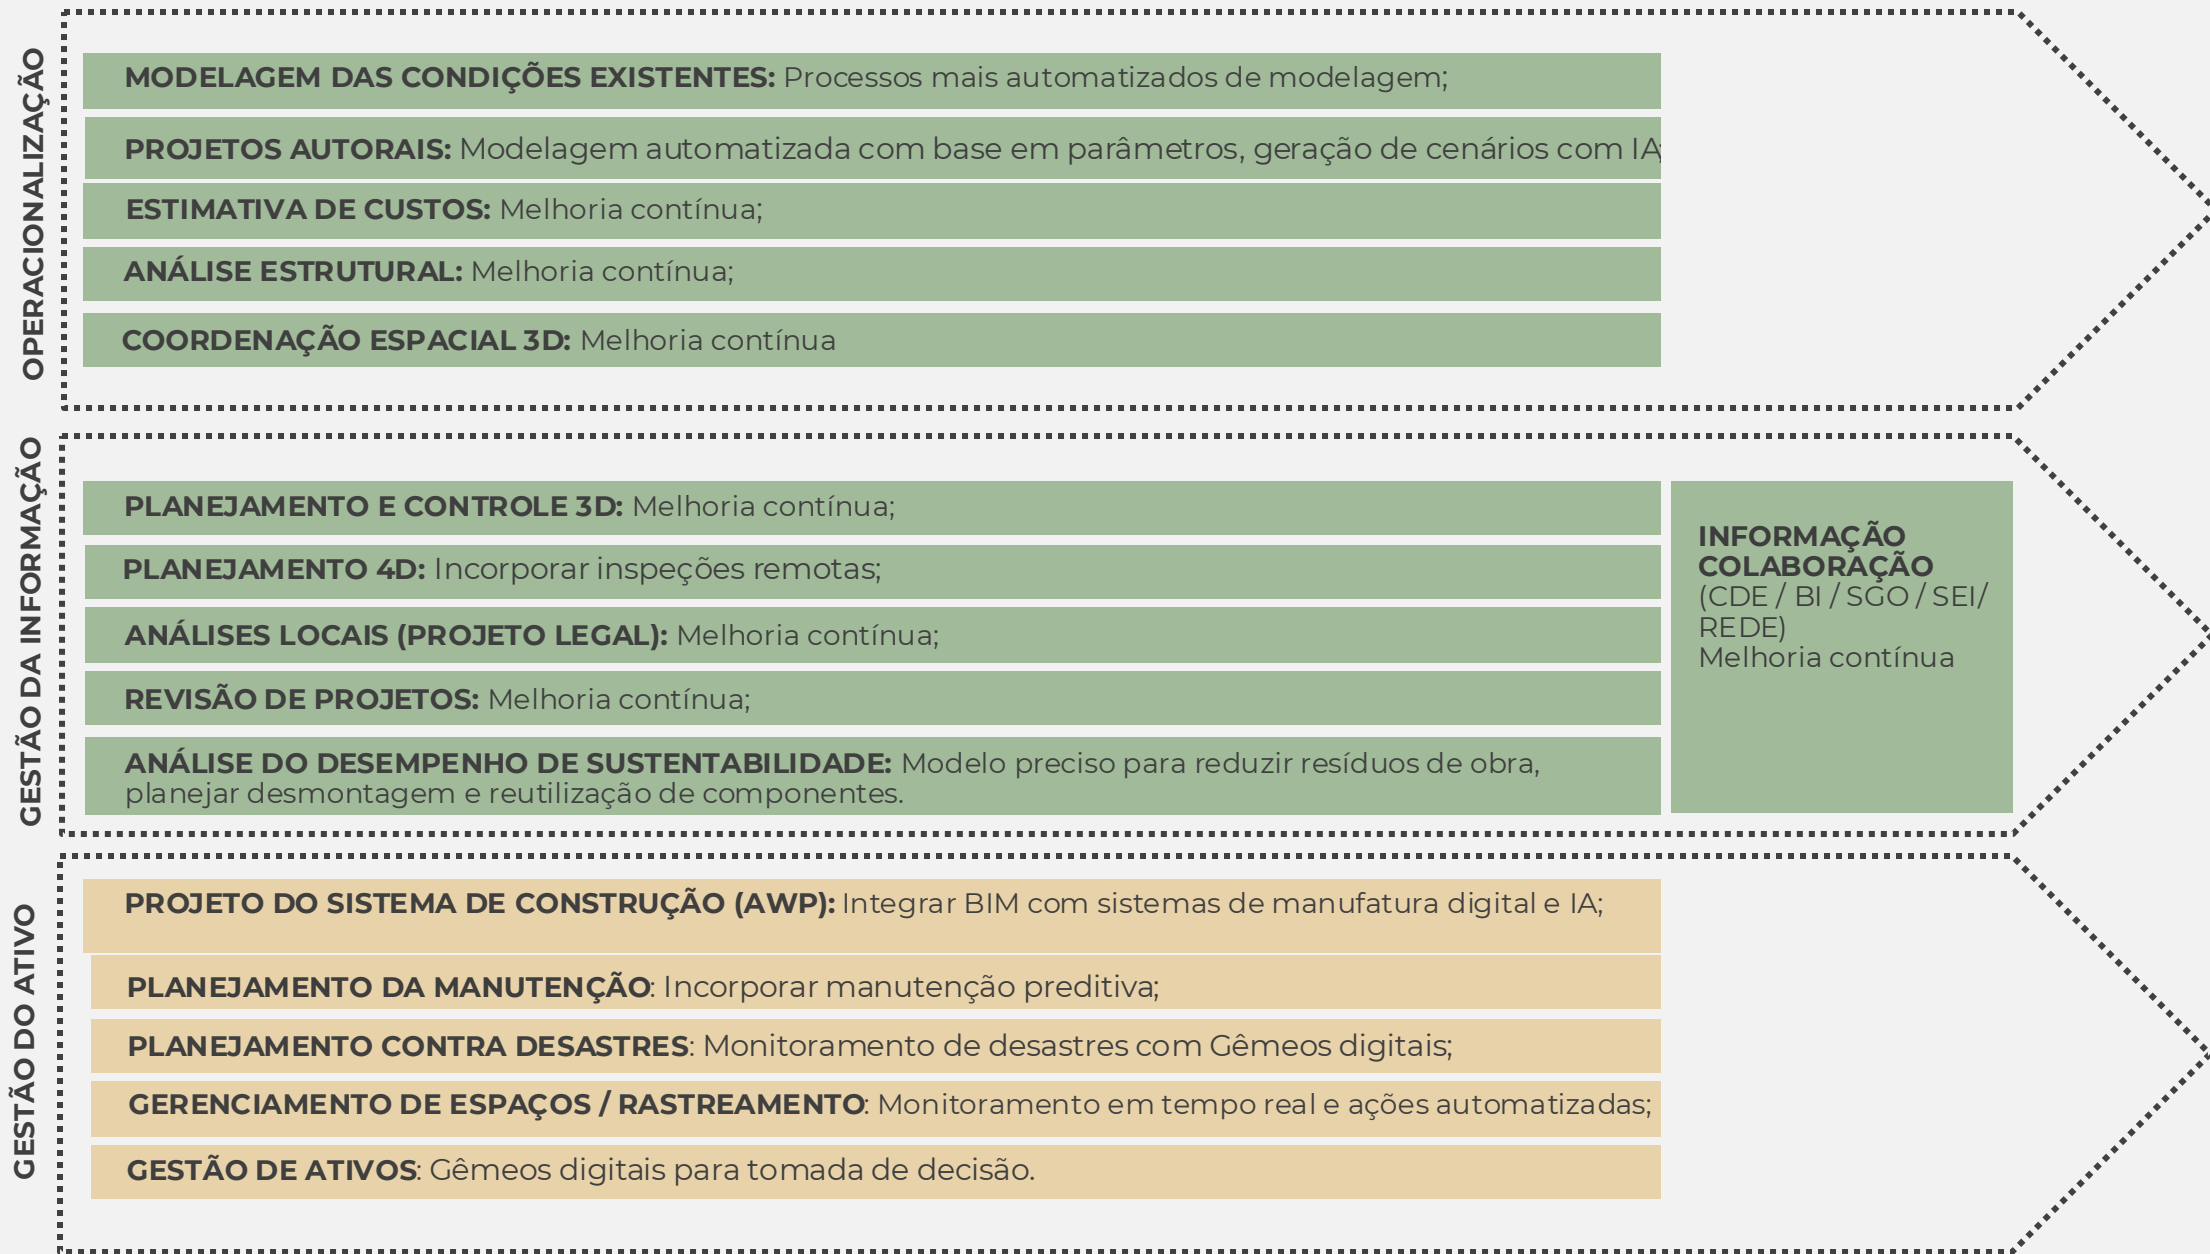 OPERACIONALIZAÇÃO
MODELAGEM DAS CONDIÇÕES EXISTENTES: Processos mais automatizados de modelagem;
PROJETOS AUTORAIS: Modelagem automatizada com base em parâmetros, geração de cenários com IA;
ESTIMATIVA DE CUSTOS: Melhoria contínua;
ANÁLISE ESTRUTURAL: Melhoria contínua;
COORDENAÇÃO ESPACIAL 3D: Melhoria contínua
GESTÃO DA INFORMAÇÃO
PLANEJAMENTO E CONTROLE 3D: Melhoria contínua;
PLANEJAMENTO 4D: Incorporar inspeções remotas;
ANÁLISES LOCAIS (PROJETO LEGAL): Melhoria contínua;
REVISÃO DE PROJETOS: Melhoria contínua;
ANÁLISE DO DESEMPENHO DE SUSTENTABILIDADE: Modelo preciso para reduzir resíduos de obra,
planejar desmontagem e reutilização de componentes.
INFORMAÇÃO
COLABORAÇÃO
(CDE / BI / SGO / SEI/
REDE)
Melhoria contínua
GESTÃO DO ATIVO
PROJETO DO SISTEMA DE CONSTRUÇÃO (AWP): Integrar BIM com sistemas de manufatura digital e IA;
PLANEJAMENTO DA MANUTENÇÃO: Incorporar manutenção preditiva;
PLANEJAMENTO CONTRA DESASTRES: Monitoramento de desastres com Gêmeos digitais;
GERENCIAMENTO DE ESPAÇOS / RASTREAMENTO: Monitoramento em tempo real e ações automatizadas;
GESTÃO DE ATIVOS: Gêmeos digitais para tomada de decisão.